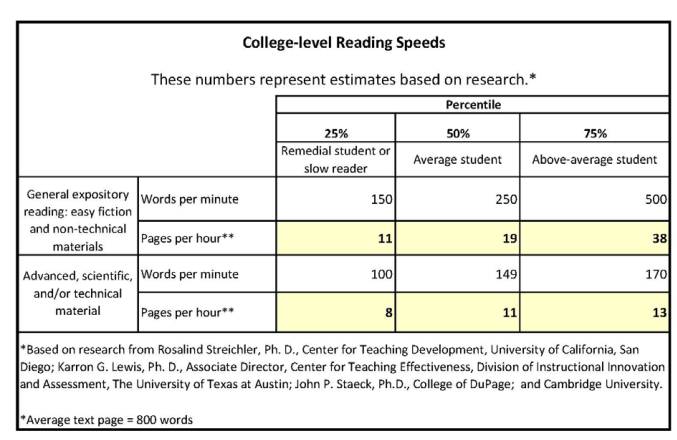 College-level Reading Speeds
These numbers represent estimates based on research.*
Percentile
25% 50% 75%
Remedial student or
slow reader
Average student
Above-average student
General expository
reading: easy fiction
and non-technical
materials
Words per minute 150 250 500
Pages per hour** 11 19 38
Advanced, scientific,
and/or technical
material
Words per minute 100 149 170
Pages per hour** 8 11 13
*Based on research from Rosalind Streichler, Ph. D., Center for Teaching Development, University of California, San
Diego; Karron G. Lewis, Ph. D., Associate Director, Center for Teaching Effectiveness, Division of Instructional Innovation
and Assessment, The University of Texas at Austin; John P. Staeck, Ph.D., College of DuPage; and Cambridge University.
*Average text page = 800 words